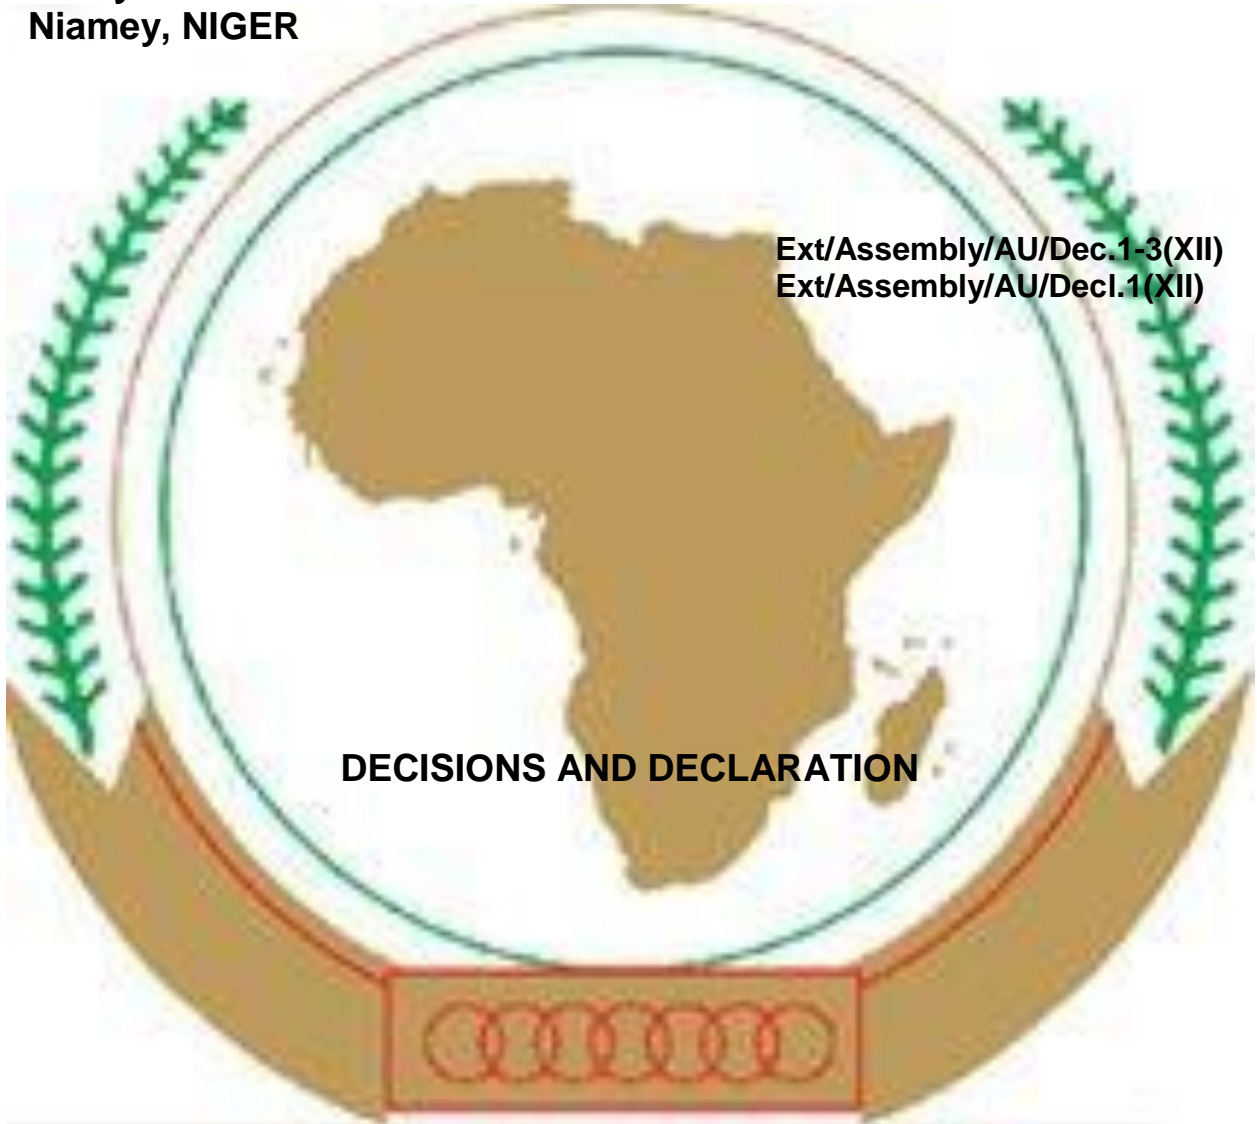 Niamey, NIGER
Ext/Assembly/AU/Dec.1-3(XII)
Ext/Assembly/AU/Decl.1(XII)
DECISIONS AND DECLARATION